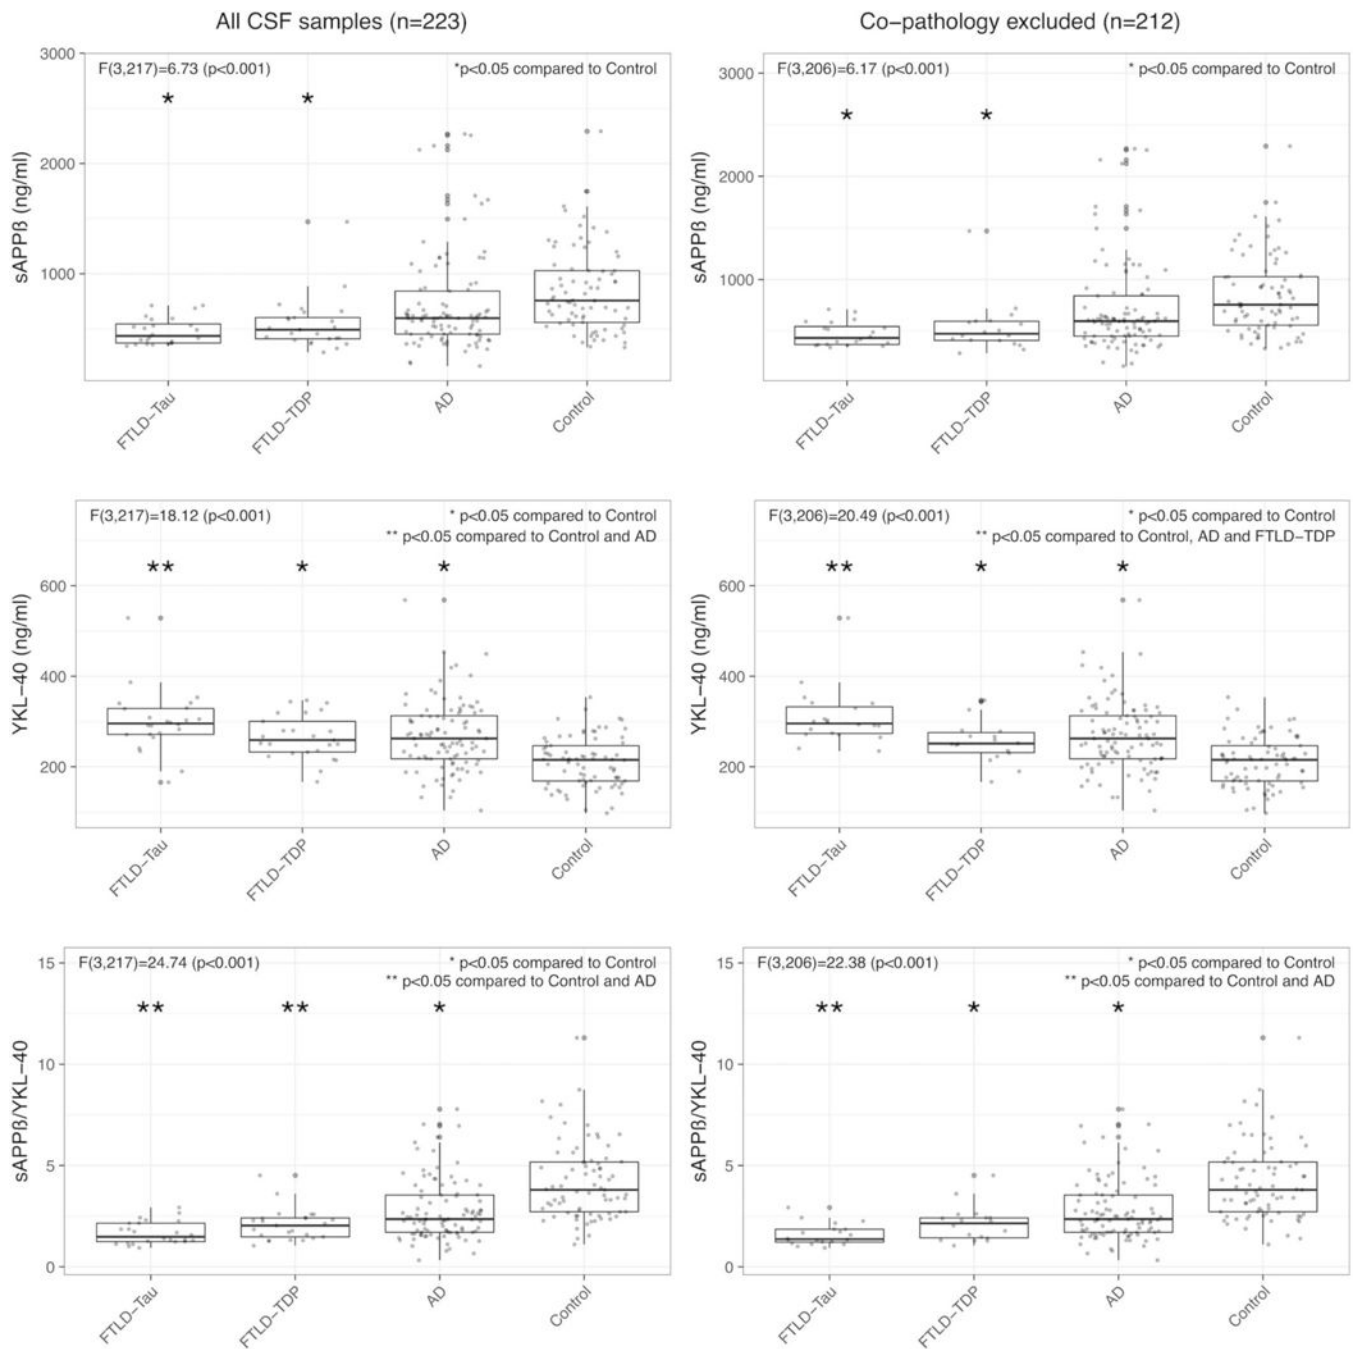 All CSF samples (n=223)
Co−pathology excluded (n=212)
F(3,217)=6.73 (p<0.001)
*p<0.05 compared to Control
* *
sAPPß (ng/ml)
3000
2000
1000
FTLD−Tau
FTLD−TDP
AD
Control
F(3,206)=6.17 (p<0.001)
* p<0.05 compared to Control
* *
sAPPß (ng/ml)
3000
2000
1000
FTLD−Tau
FTLD−TDP
AD
Control
F(3,217)=18.12 (p<0.001)
* p<0.05 compared to Control
** p<0.05 compared to Control and AD
** * *
YKL−40 (ng/ml)
600
400
200
FTLD−Tau
FTLD−TDP
AD
Control
F(3,206)=20.49 (p<0.001)
* p<0.05 compared to Control
** p<0.05 compared to Control, AD and FTLD−TDP
** * *
YKL−40 (ng/ml)
600
400
200
FTLD−Tau
FTLD−TDP
AD
Control
F(3,217)=24.74 (p<0.001)
* p<0.05 compared to Control
** p<0.05 compared to Control and AD
** ** *
sAPPß/YKL−40
15
10
5
0
FTLD−Tau
FTLD−TDP
AD
Control
F(3,206)=22.38 (p<0.001)
* p<0.05 compared to Control
** p<0.05 compared to Control and AD
** * *
sAPPß/YKL−40
15
10
5
0
FTLD−Tau
FTLD−TDP
AD
Control